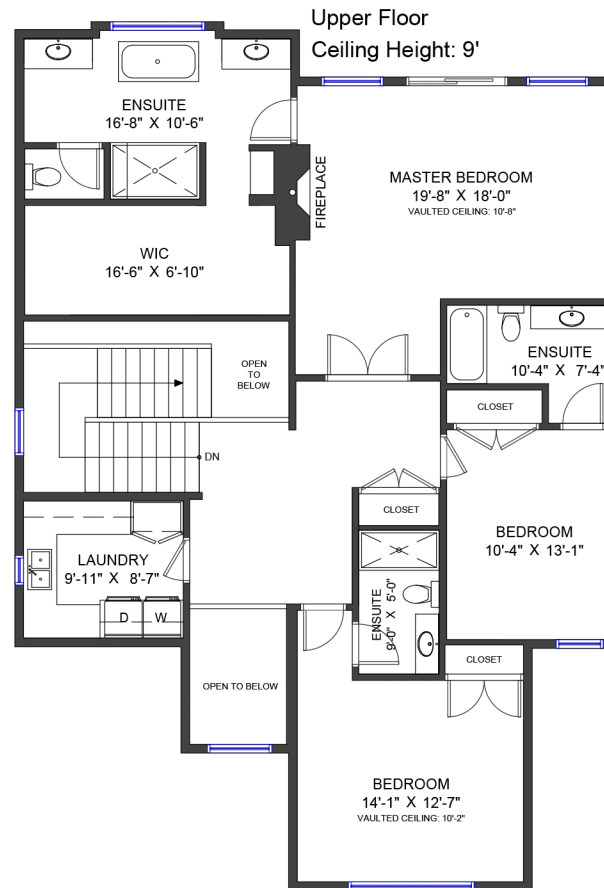 Upper Floor
Ceiling Height: 9'
ENSUITE
16'-8" X 10'-6"
FIREPLACE
MASTER BEDROOM
19'-8" X 18'-0"
VAULTED CEILING: 10'-8"
WIC
16'-6" X 6'-10"
OPEN
TO
BELOW
ENSUITE
10'-4" X 7'-4"
CLOSET
DN
CLOSET
BEDROOM
10'-4" X 13'-1"
LAUNDRY
9'-11" X 8'-7"
D
W
ENSUITE
9'-0" X 5'-0"
CLOSET
OPEN TO BELOW
BEDROOM
14'-1" X 12'-7"
VAULTED CEILING: 10'-2"